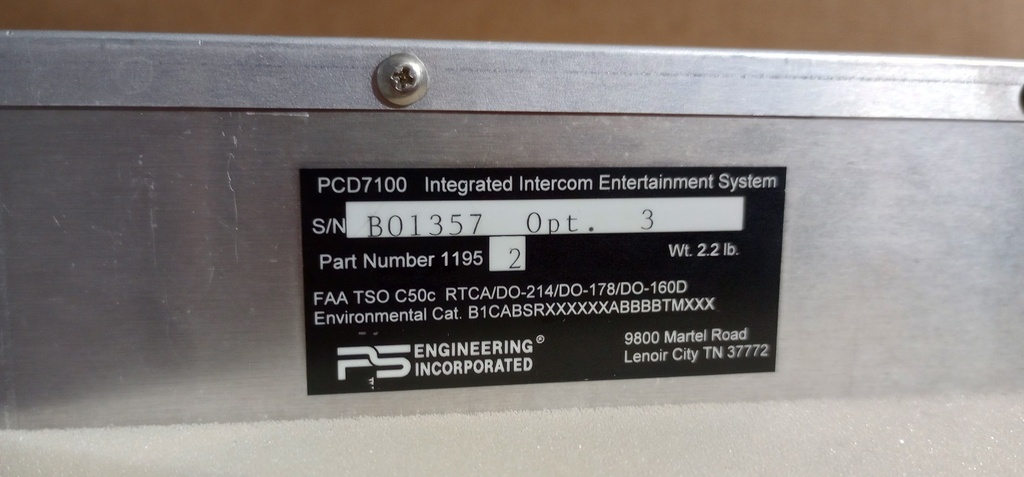 PCD7100 Integrated Intercom Entertainment System
S/N B01357 Opt. 3
Part Number 1195 2 Wt. 2.2 lb.
FAA TSO C50c RTCA/DO-214/DO-178/DO-160D
Environmental Cat. B1CABSRXXXXXXABBBBTMXXX
PS ENGINEERING®
INCORPORATED
9800 Martel Road
Lenoir City TN 37772